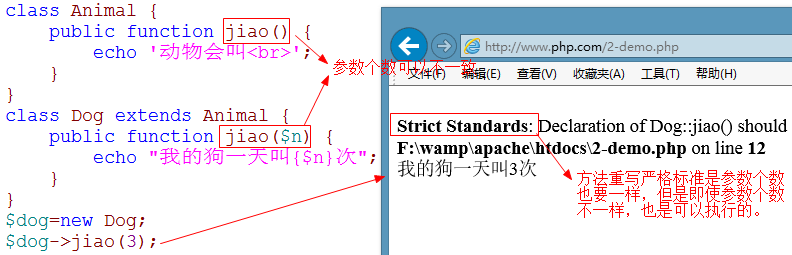 class Animal {
public function jiao() {
echo '动物会叫<br>';
}
}
class Dog extends Animal {
public function jiao($n) {
echo "我的狗一天叫{$n}次";
}
}
$dog=new Dog;
$dog->jiao(3);
参数个数可以不一致
http://www.php.com/2-demo.php
文件(F) 编辑(E) 查看(V) 收藏夹(A) 工具(T) 帮助(H)
Strict Standards: Declaration of Dog::jiao() should
F:\wamp\apache\htdocs\2-demo.php on line 12
我的狗一天叫3次
方法重写严格标准是参数个数
也要一样，但是即使参数个数
不一样，也是可以执行的。